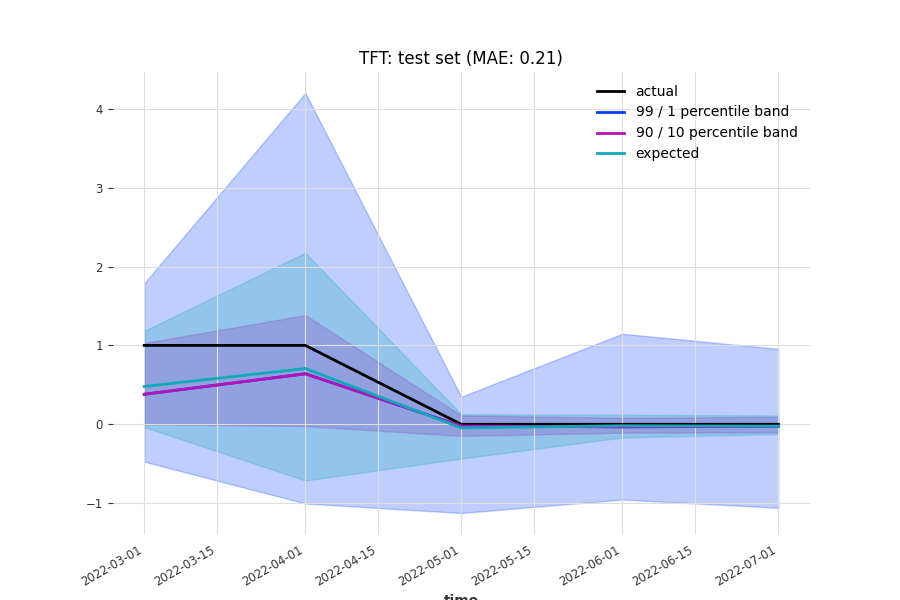 TFT: test set (MAE: 0.21)
actual
99 / 1 percentile band
90 / 10 percentile band
expected
4
3
2
1
0
−1
2022-03-01
2022-03-15
2022-04-01
2022-04-15
2022-05-01
2022-05-15
2022-06-01
2022-06-15
2022-07-01
time